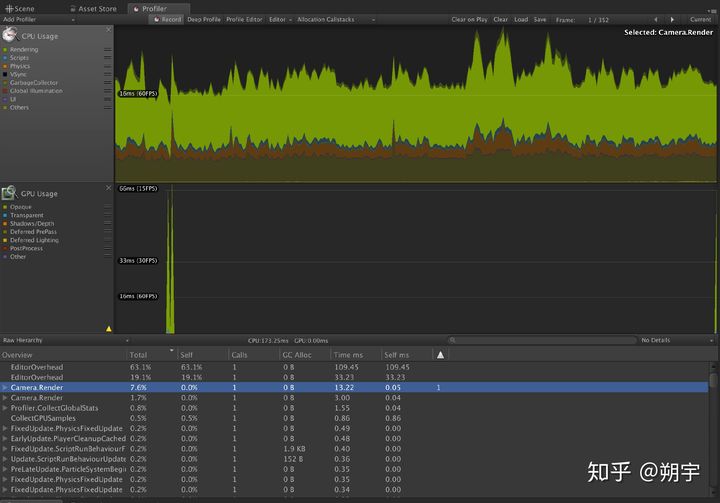 Scene Asset Store Profiler
Add Profiler Record Deep Profile Profile Editor Editor Allocation Callstacks Clear on Play Clear Load Save Frame: 1 / 352 Current
CPU Usage
Selected: Camera.Render
Rendering
Scripts
Physics
VSync
GarbageCollector
Global Illumination
UI
Others
16ms (60FPS)
GPU Usage
Opaque
Transparent
Shadows/Depth
Deferred PrePass
Deferred Lighting
PostProcess
Other
66ms (15FPS)
33ms (30FPS)
16ms (60FPS)
Raw Hierarchy CPU:173.25ms GPU:0.00ms No Details
Overview Total Self Calls GC Alloc Time ms Self ms
EditorOverhead 63.1% 63.1% 1 0 B 109.45 109.45
EditorOverhead 19.1% 19.1% 1 0 B 33.23 33.23
Camera.Render 7.6% 0.0% 1 0 B 13.22 0.05 1
Camera.Render 1.7% 0.0% 1 0 B 3.00 0.04
Profiler.CollectGlobalStats 0.8% 0.0% 1 0 B 1.55 0.04
CollectGPUSamples 0.5% 0.5% 1 0 B 0.86 0.86
FixedUpdate.PhysicsFixedUpdate 0.2% 0.0% 1 0 B 0.49 0.00
EarlyUpdate.PlayerCleanupCached 0.2% 0.0% 1 0 B 0.48 0.00
FixedUpdate.ScriptRunBehaviourF 0.2% 0.0% 1 1.9 KB 0.40 0.00
Update.ScriptRunBehaviourUpdate 0.2% 0.0% 1 152 B 0.36 0.00
PreLateUpdate.ParticleSystemBegi 0.2% 0.0% 1 0 B 0.35 0.00
FixedUpdate.PhysicsFixedUpdate 0.2% 0.0% 1 0 B 0.35 0.00
FixedUpdate.PhysicsFixedUpdate 0.2% 0.0% 1 0 B 0.34 0.00
知乎 @朔宇